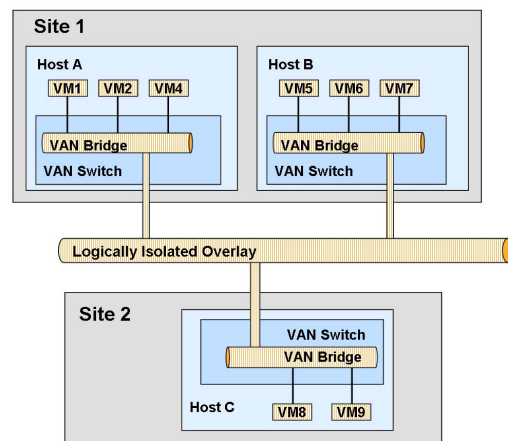 Site 1
Host A
Host B
VM1 VM2 VM4
VM5 VM6 VM7
VAN Bridge
VAN Switch
VAN Bridge
VAN Switch
Logically Isolated Overlay
Site 2
VAN Switch
VAN Bridge
Host C
VM8 VM9